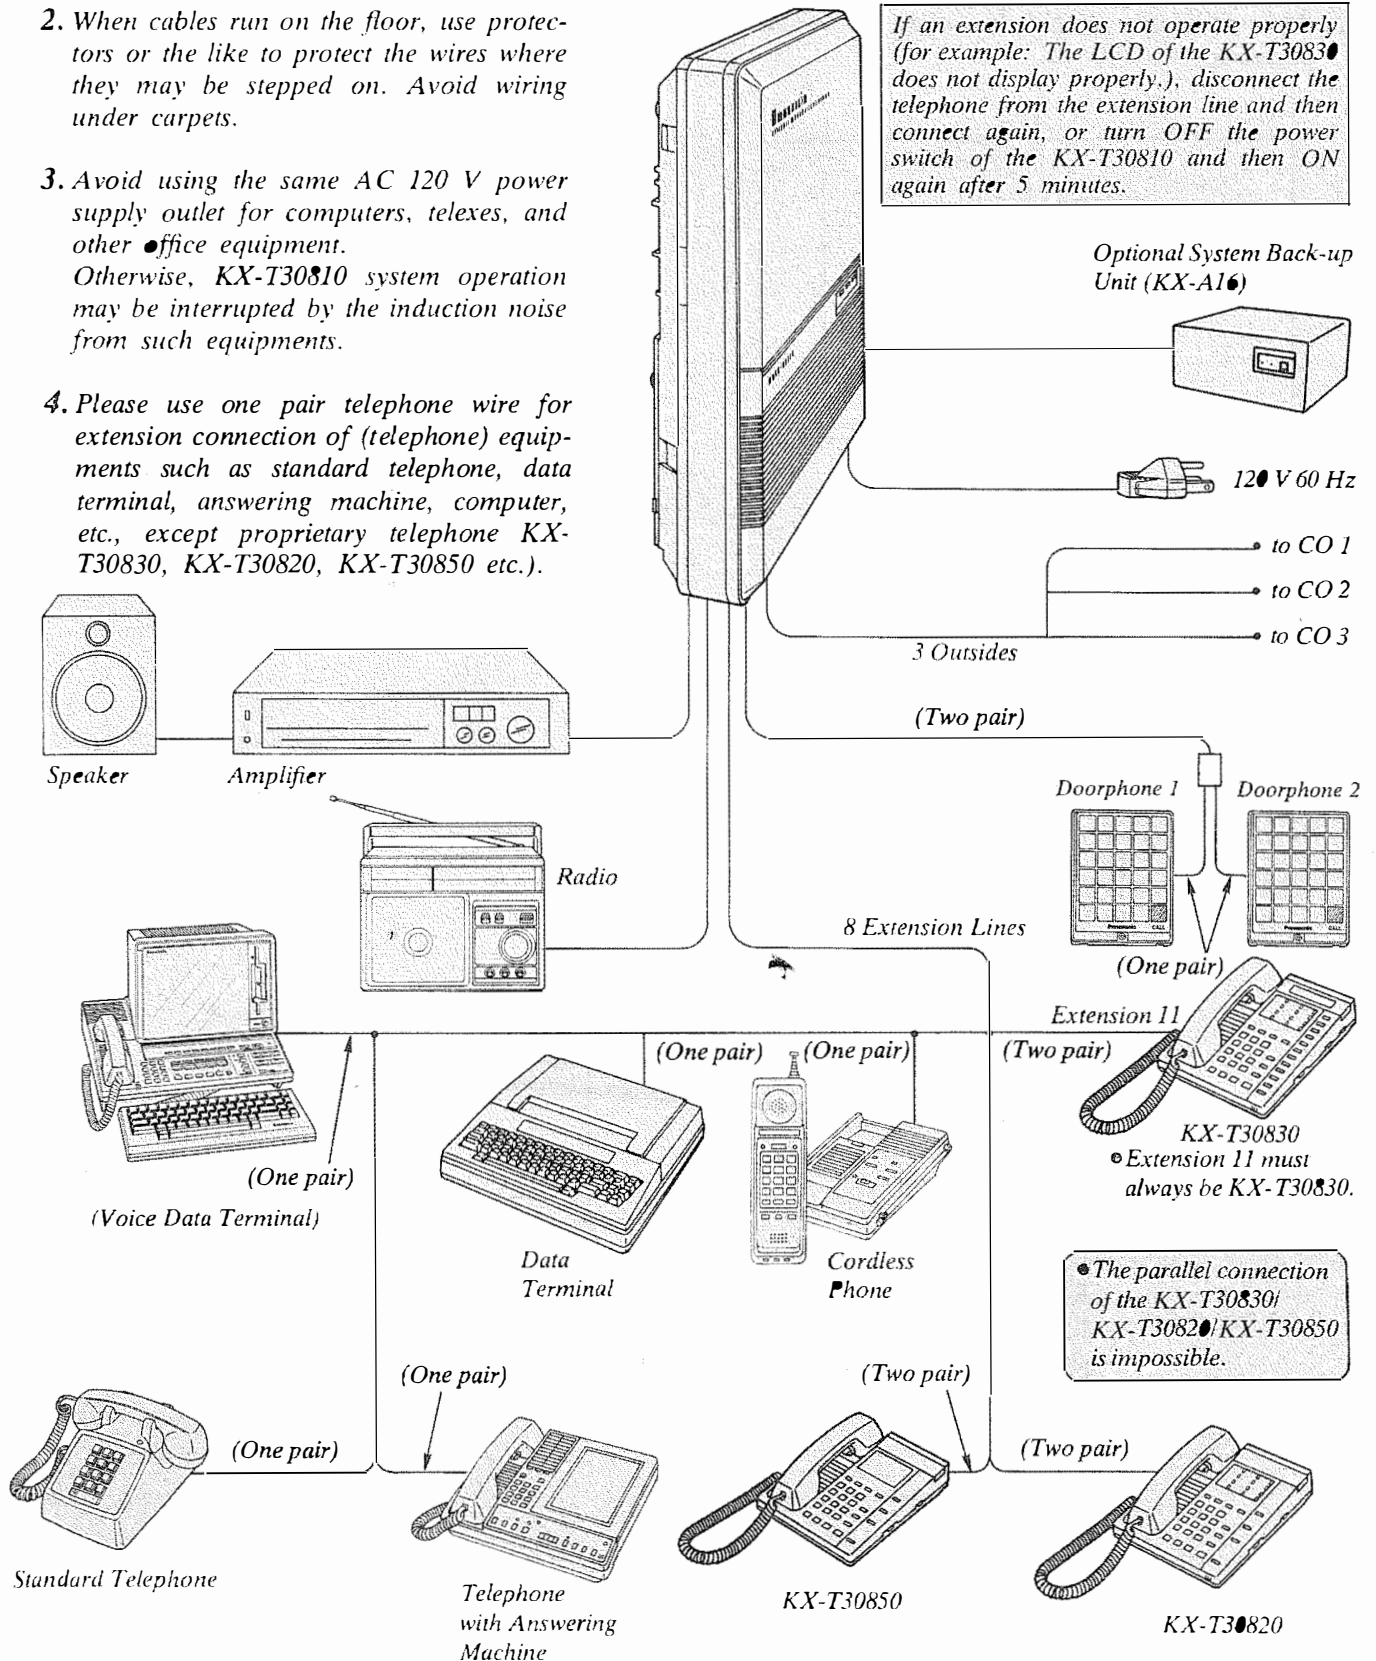 2. When cables run on the floor, use protec-
tors or the like to protect the wires where
they may be stepped on. Avoid wiring
under carpets.
3. Avoid using the same AC 120 V power
supply outlet for computers, telexes, and
other office equipment.
Otherwise, KX-T30810 system operation
may be interrupted by the induction noise
from such equipments.
4. Please use one pair telephone wire for
extension connection of (telephone) equip-
ments such as standard telephone, data
terminal, answering machine, computer,
etc., except proprietary telephone KX-
T30830, KX-T30820, KX-T30850 etc.).
If an extension does not operate properly
(for example: The LCD of the KX-T30830
does not display properly.), disconnect the
telephone from the extension line and then
connect again, or turn OFF the power
switch of the KX-T30810 and then ON
again after 5 minutes.
Optional System Back-up
Unit (KX-A16)
120 V 60 Hz
to CO 1
to CO 2
to CO 3
3 Outsides
(Two pair)
Speaker
Amplifier
Doorphone 1
Doorphone 2
Panasonic
CALL
Panasonic
CALL
Radio
8 Extension Lines
(One pair)
Extension 11
(One pair)
(One pair)
(Two pair)
KX-T30830
• Extension 11 must
always be KX-T30830.
(One pair)
(Voice Data Terminal)
Data
Terminal
Cordless
Phone
• The parallel connection
of the KX-T30830/
KX-T30820/KX-T30850
is impossible.
(One pair)
(Two pair)
(One pair)
(Two pair)
Standard Telephone
Telephone
with Answering
Machine
KX-T30850
KX-T30820